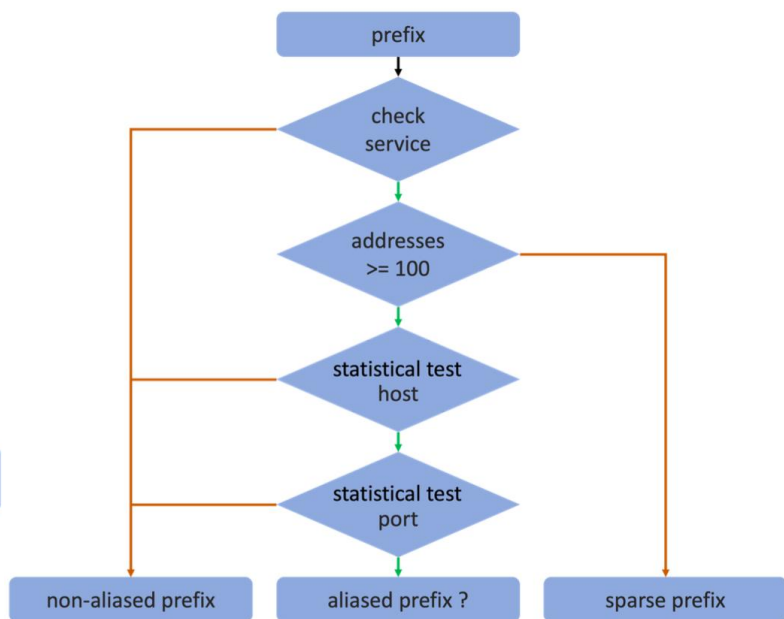 prefix
check
service
addresses
>= 100
statistical test
host
statistical test
port
non-aliased prefix
aliased prefix ?
sparse prefix